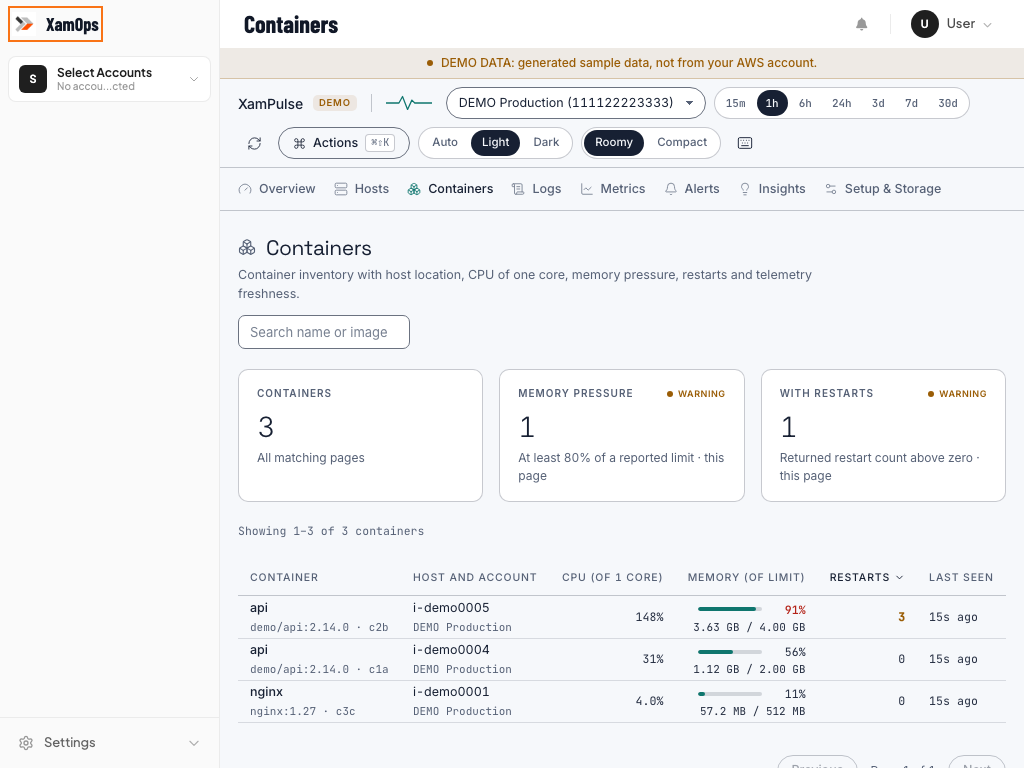 XamOps
Containers
U User
S Select Accounts
No accou...cted
DEMO DATA: generated sample data, not from your AWS account.
XamPulse DEMO DEMO Production (111122223333) 15m 1h 6h 24h 3d 7d 30d
Actions ⌘⇧K Auto Light Dark Roomy Compact
Overview Hosts Containers Logs Metrics Alerts Insights Setup & Storage
Containers
Container inventory with host location, CPU of one core, memory pressure, restarts and telemetry
freshness.
Search name or image
CONTAINERS
3
All matching pages
MEMORY PRESSURE WARNING
1
At least 80% of a reported limit · this
page
WITH RESTARTS WARNING
1
Returned restart count above zero ·
this page
Showing 1–3 of 3 containers
CONTAINER HOST AND ACCOUNT CPU (OF 1 CORE) MEMORY (OF LIMIT) RESTARTS LAST SEEN
api i-demo0005 148% 91% 3 15s ago
demo/api:2.14.0 · c2b DEMO Production 3.63 GB / 4.00 GB
api i-demo0004 31% 56% 0 15s ago
demo/api:2.14.0 · c1a DEMO Production 1.12 GB / 2.00 GB
nginx i-demo0001 4.0% 11% 0 15s ago
nginx:1.27 · c3c DEMO Production 57.2 MB / 512 MB
Settings
Previous Page 1 of 1 Next